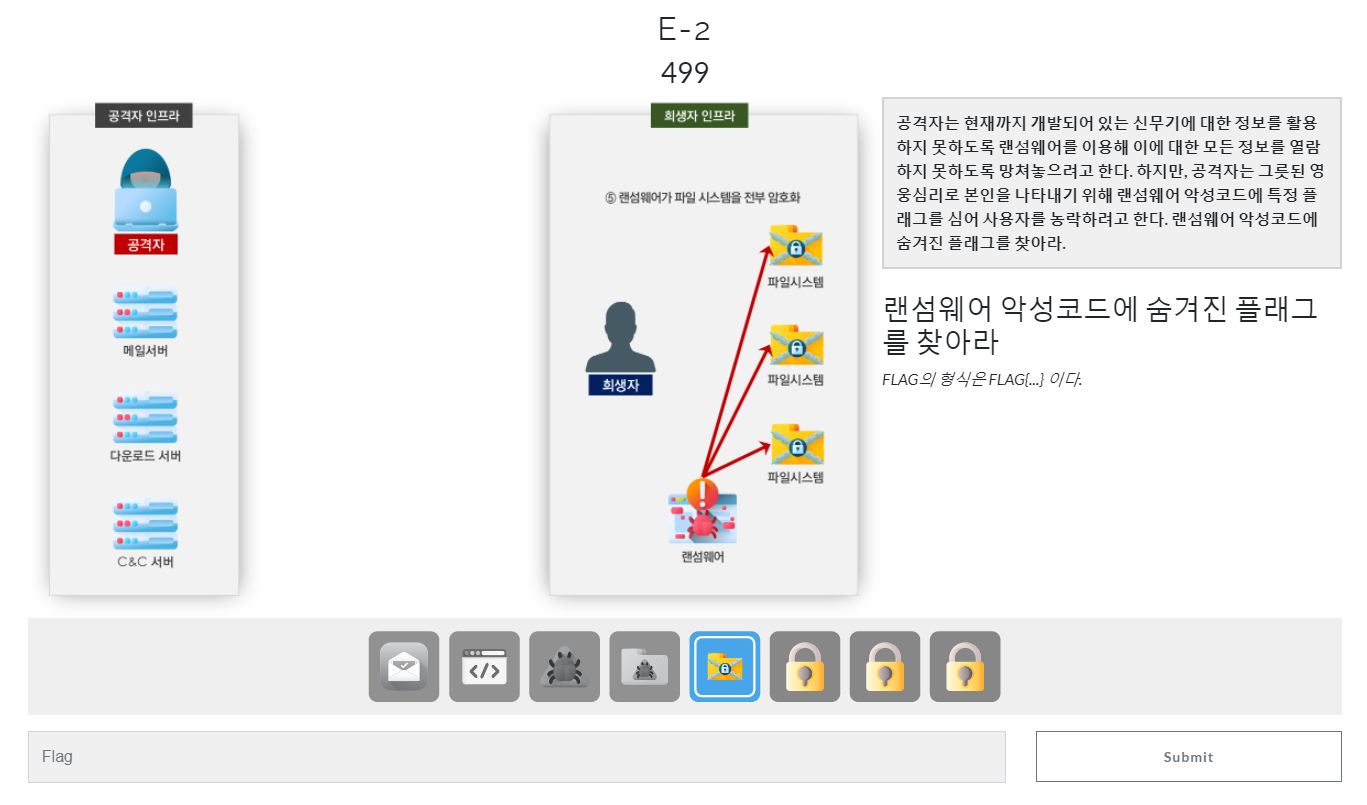 E-2
499
공격자 인프라
공격자
메일서버
다운로드 서버
C&C 서버
희생자 인프라
⑤ 랜섬웨어가 파일 시스템을 전부 암호화
파일시스템
파일시스템
희생자
파일시스템
랜섬웨어
공격자는 현재까지 개발되어 있는 신무기에 대한 정보를 활용
하지 못하도록 랜섬웨어를 이용해 이에 대한 모든 정보를 열람
하지 못하도록 망쳐놓으려고 한다. 하지만, 공격자는 그릇된 영
웅심리로 본인을 나타내기 위해 랜섬웨어 악성코드에 특정 플
래그를 심어 사용자를 농락하려고 한다. 랜섬웨어 악성코드에
숨겨진 플래그를 찾아라.
랜섬웨어 악성코드에 숨겨진 플래그
를 찾아라
FLAG의 형식은 FLAG{...} 이다.
Flag
Submit